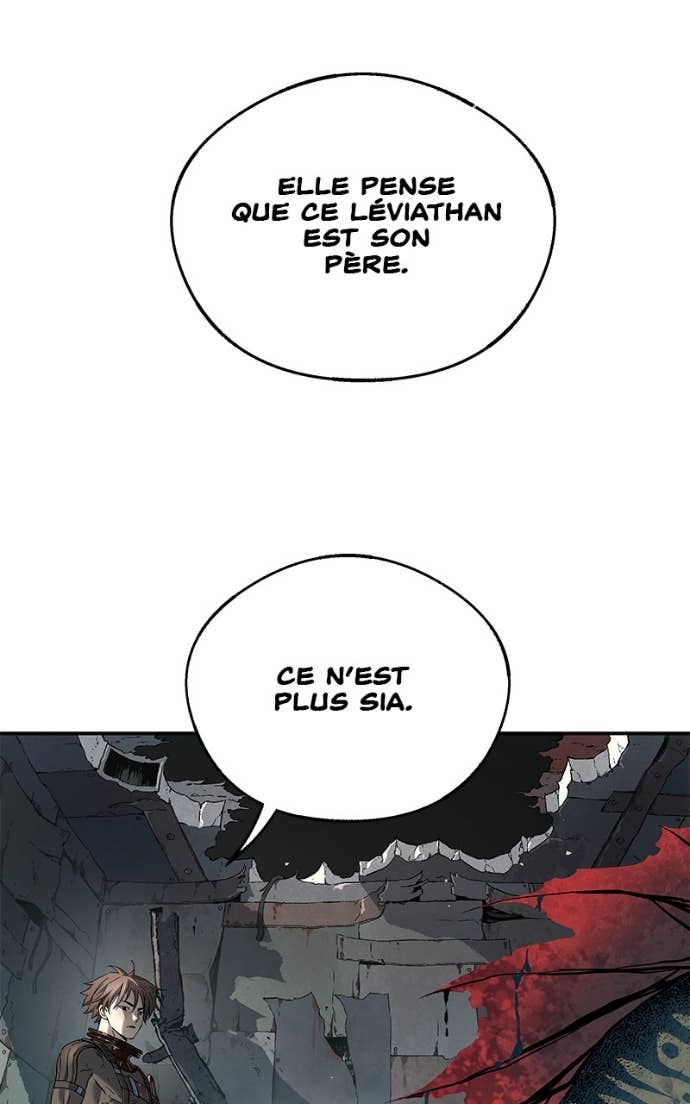 ELLE PENSE
QUE CE LÉVIATHAN
EST SON
PÈRE.
CE N'EST
PLUS SIA.